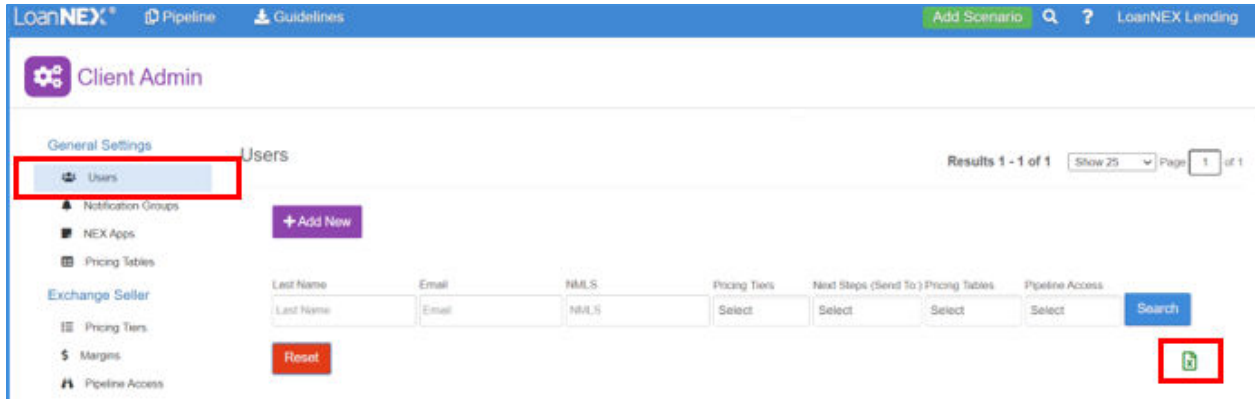 LoanNEX® Pipeline Guidelines Add Scenario ? LoanNEX Lending
Client Admin
General Settings
Users
Notification Groups
NEX Apps
Pricing Tables
Exchange Seller
Pricing Tiers
$ Margins
Pipeline Access
Users
Results 1 - 1 of 1 Show 25 Page 1 of 1
+ Add New
Last Name Email NMLS Pricing Tiers Next Steps (Send To:) Pricing Tables Pipeline Access
Last Name Email NMLS Select Select Select Select Search
Reset